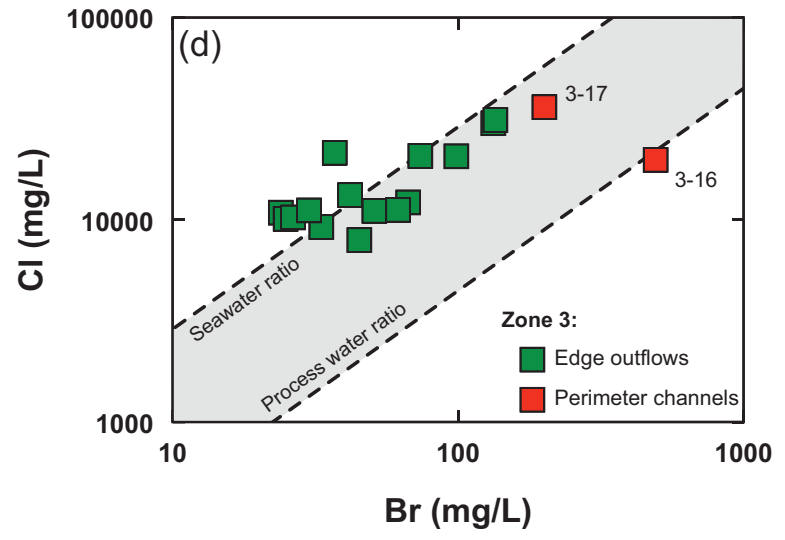 (d)
100000
10000
1000
10
100
1000
Cl (mg/L)
Br (mg/L)
3-17
3-16
Seawater ratio
Process water ratio
Zone 3:
Edge outflows
Perimeter channels